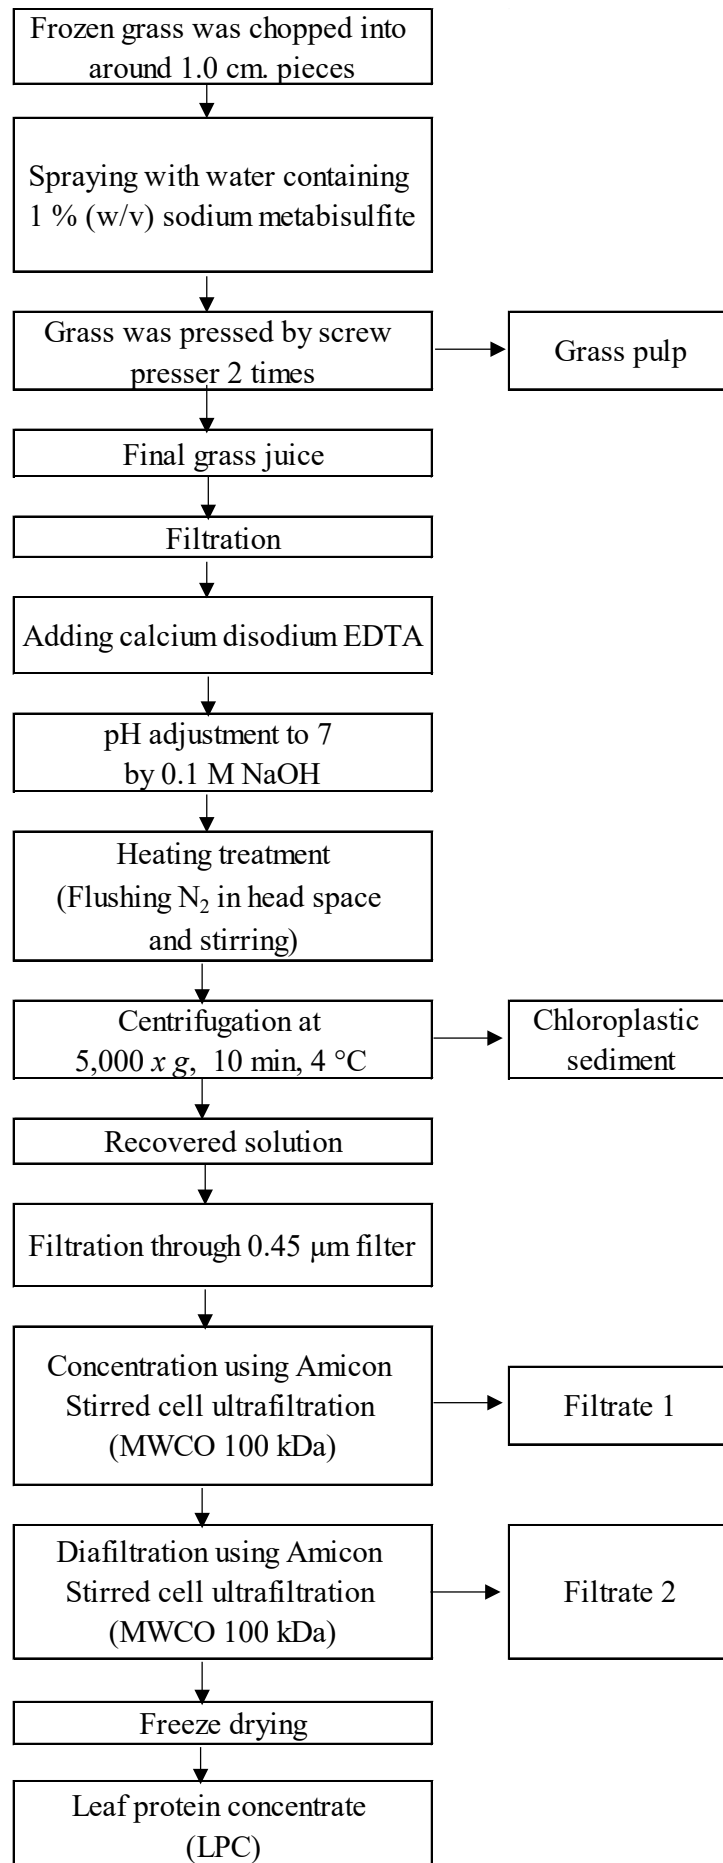 Frozen grass was chopped into
around 1.0 cm. pieces
Spraying with water containing
1 % (w/v) sodium metabisulfite
Grass was pressed by screw
presser 2 times
Grass pulp
Final grass juice
Filtration
Adding calcium disodium EDTA
pH adjustment to 7
by 0.1 M NaOH
Heating treatment
(Flushing N₂ in head space
and stirring)
Centrifugation at
5,000 x g, 10 min, 4 °C
Chloroplastic
sediment
Recovered solution
Filtration through 0.45 μm filter
Concentration using Amicon
Stirred cell ultrafiltration
(MWCO 100 kDa)
Filtrate 1
Diafiltration using Amicon
Stirred cell ultrafiltration
(MWCO 100 kDa)
Filtrate 2
Freeze drying
Leaf protein concentrate
(LPC)